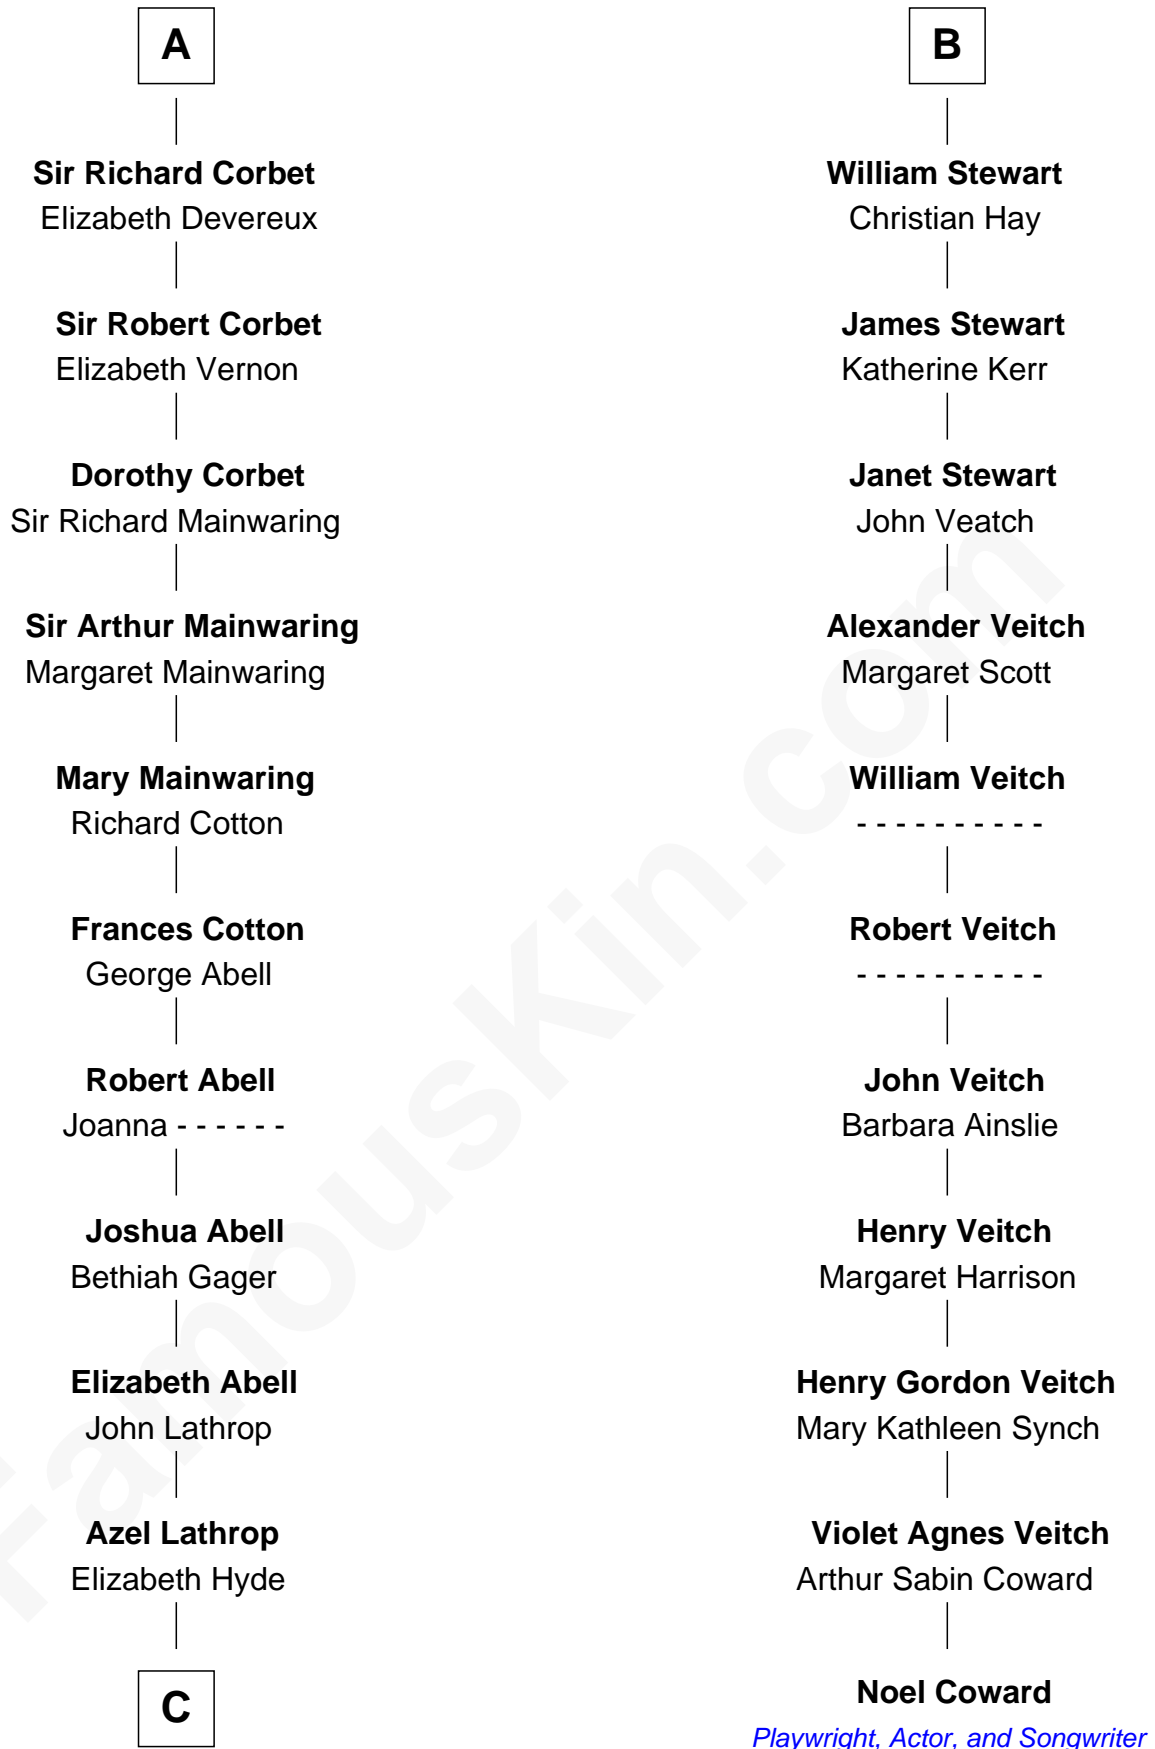 A
Sir Richard Corbet
Elizabeth Devereux
Sir Robert Corbet
Elizabeth Vernon
Dorothy Corbet
Sir Richard Mainwaring
Sir Arthur Mainwaring
Margaret Mainwaring
Mary Mainwaring
Richard Cotton
Frances Cotton
George Abell
Robert Abell
Joanna - - - - - -
Joshua Abell
Bethiah Gager
Elizabeth Abell
John Lathrop
Azel Lathrop
Elizabeth Hyde
C
B
William Stewart
Christian Hay
James Stewart
Katherine Kerr
Janet Stewart
John Veatch
Alexander Veitch
Margaret Scott
William Veitch
- - - - - - - - - -
Robert Veitch
- - - - - - - - - -
John Veitch
Barbara Ainslie
Henry Veitch
Margaret Harrison
Henry Gordon Veitch
Mary Kathleen Synch
Violet Agnes Veitch
Arthur Sabin Coward
Noel Coward
Playwright, Actor, and Songwriter
FamousKin.com